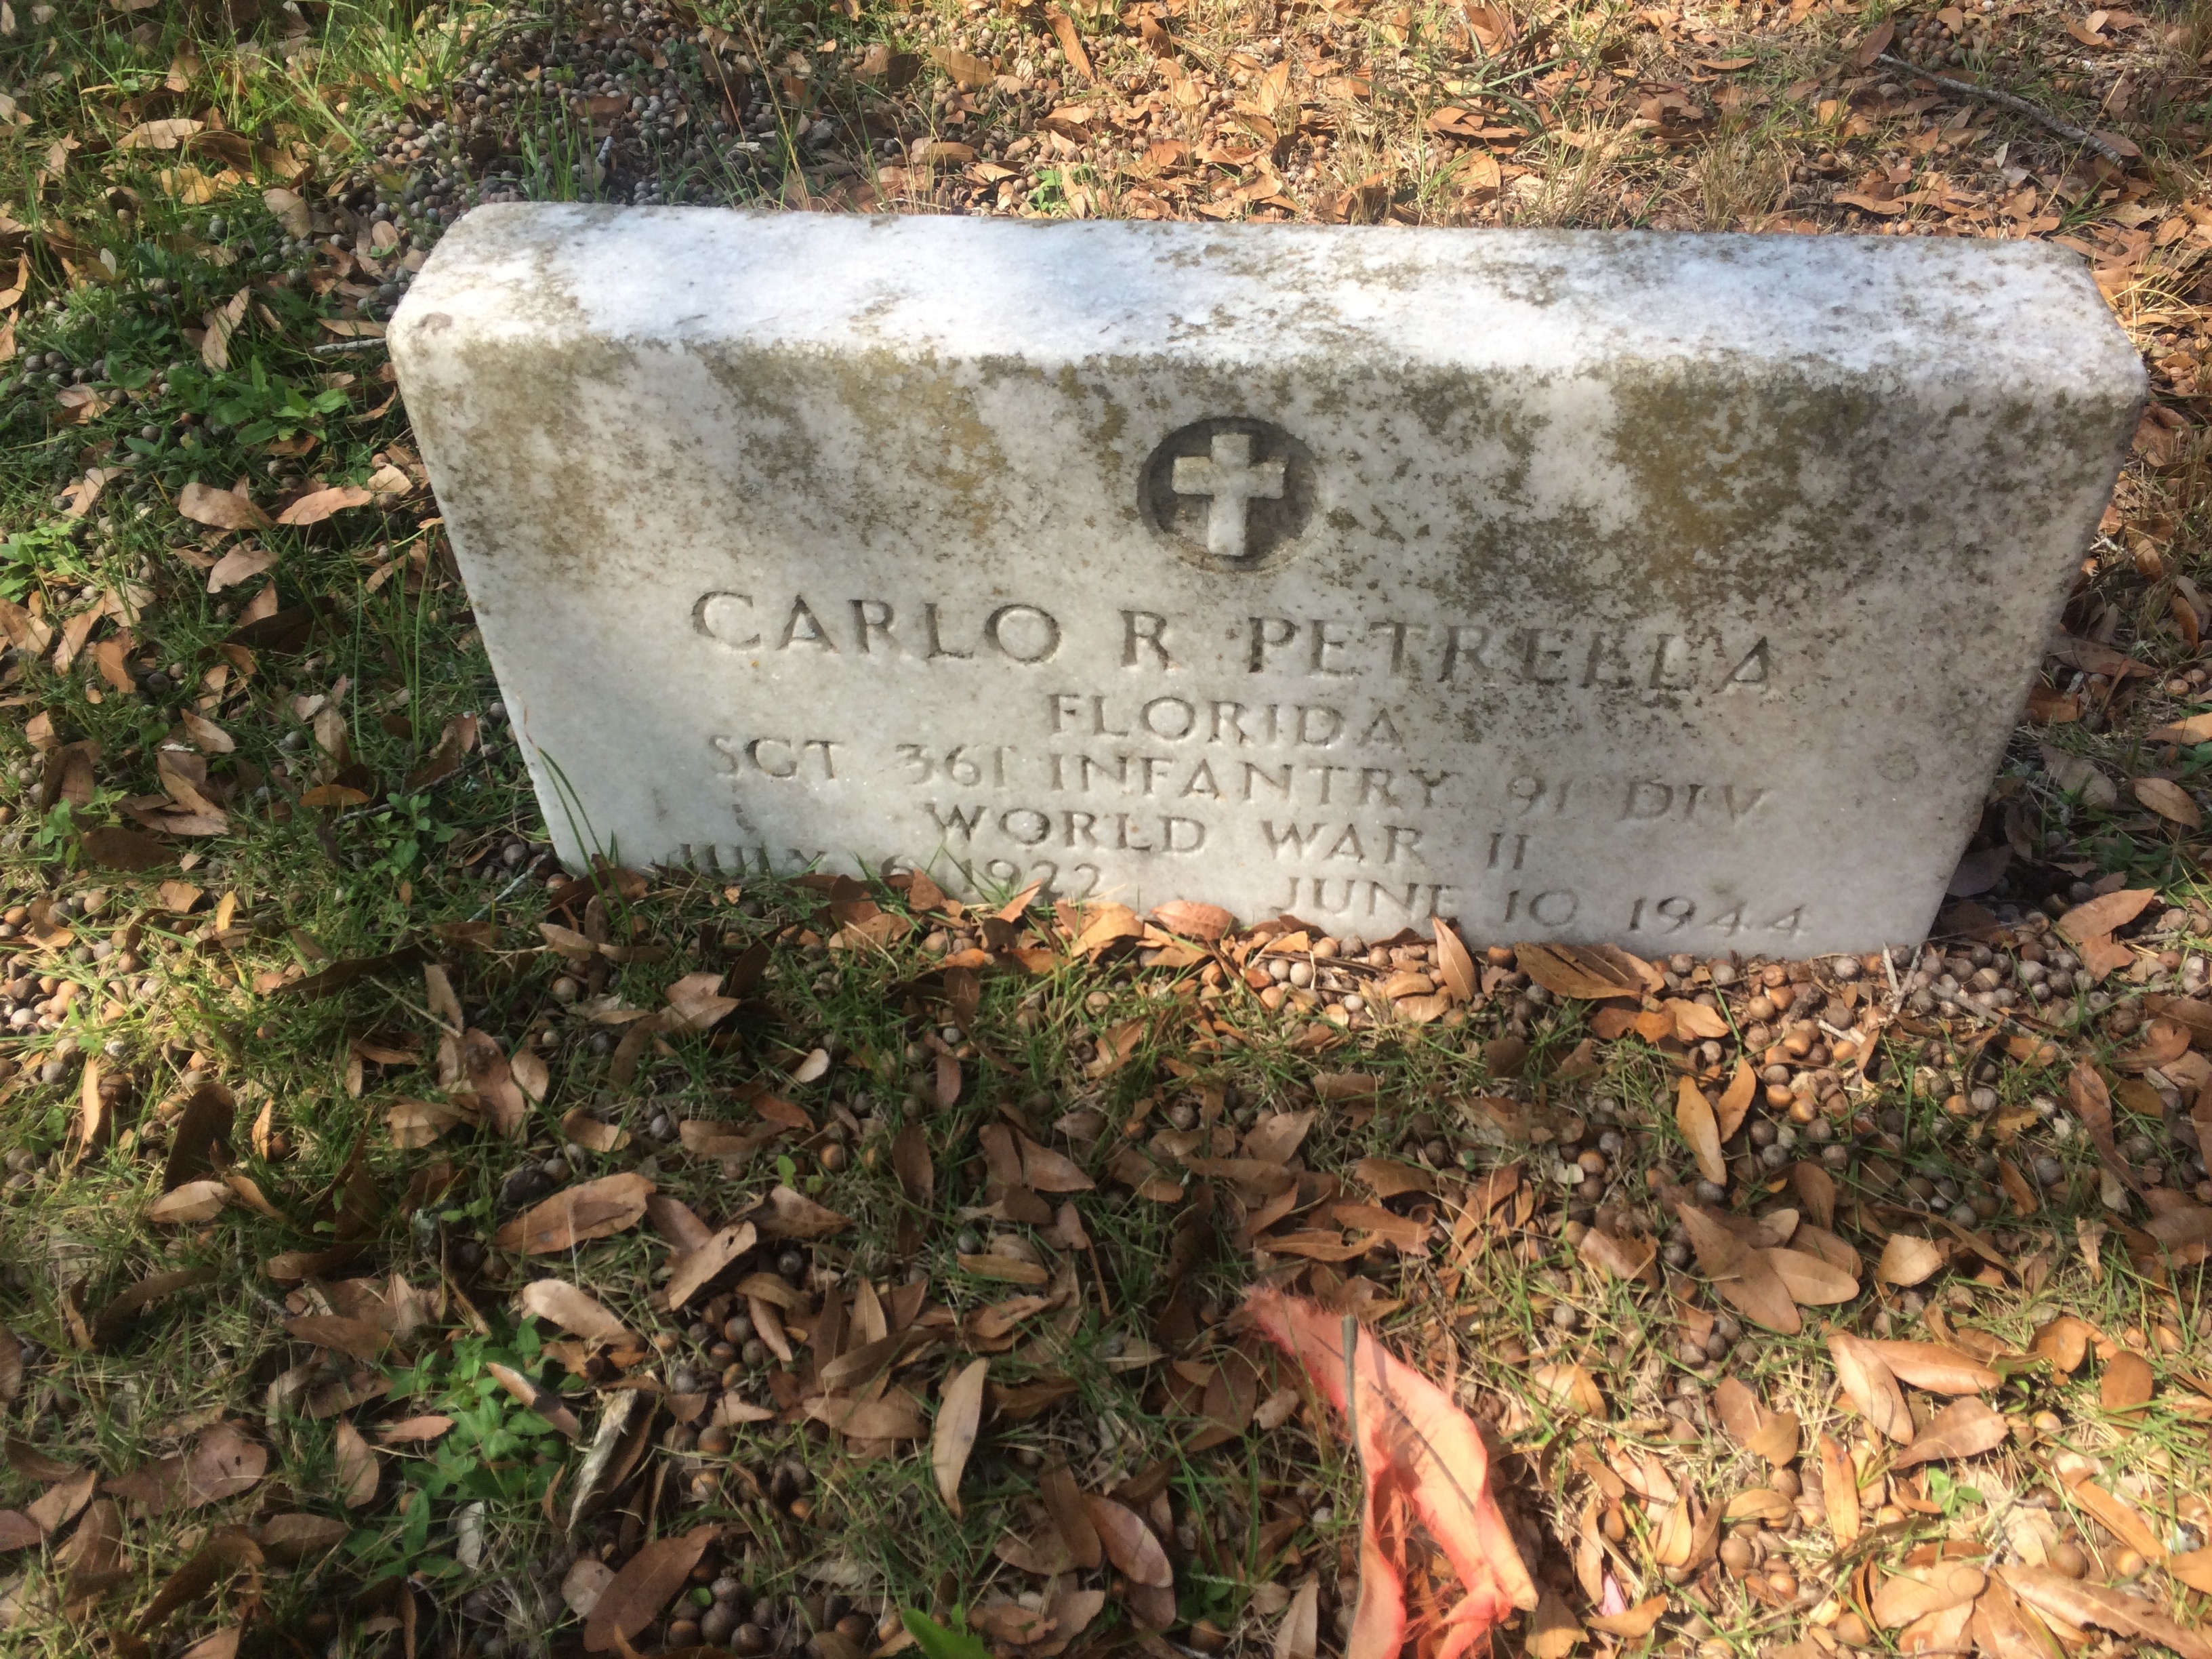 CARLO R PETRELLA
FLORIDA
SGT 361 INFANTRY 91 DIV
WORLD WAR II
JULY 6 1922 JUNE 10 1944